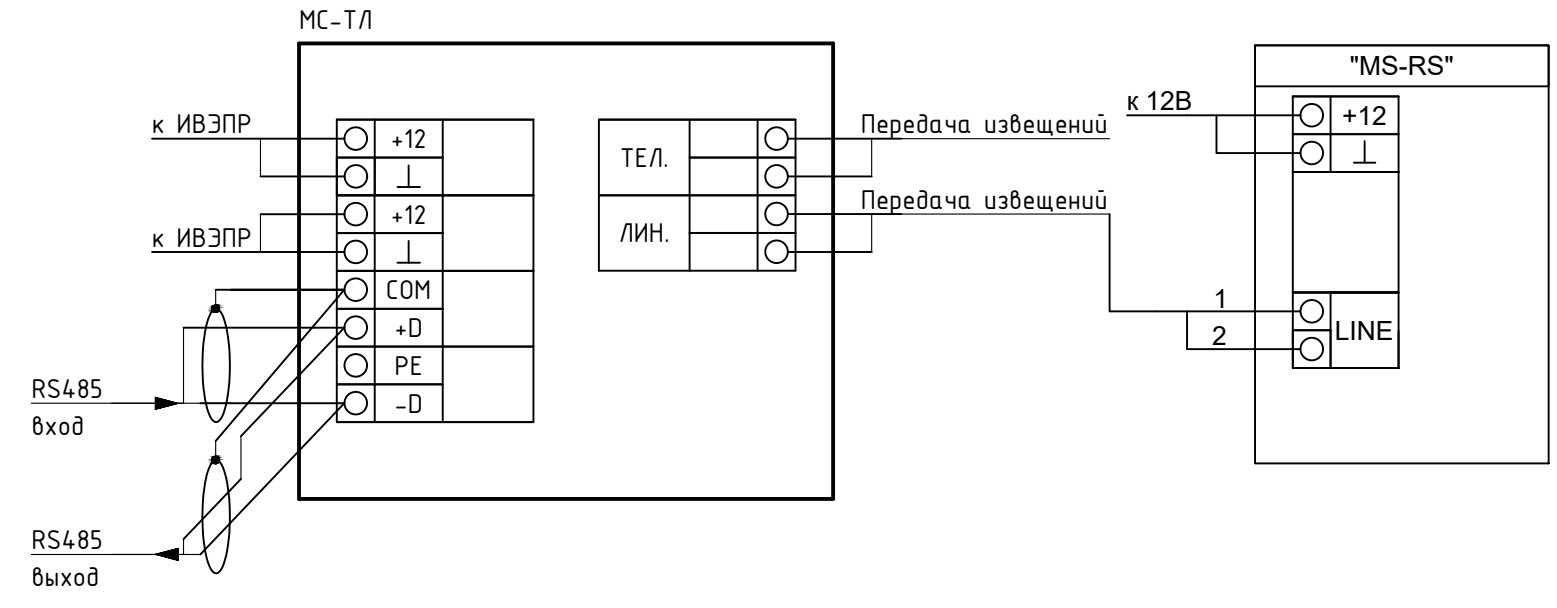 МС-ТЛ
к ИВЭПР
к ИВЭПР
+12
⊥
+12
⊥
COM
+D
PE
-D
RS485
вход
RS485
выход
ТЕЛ.
ЛИН.
Передача извещений
Передача извещений
"MS-RS"
к 12В
+12
⊥
1
2
LINE